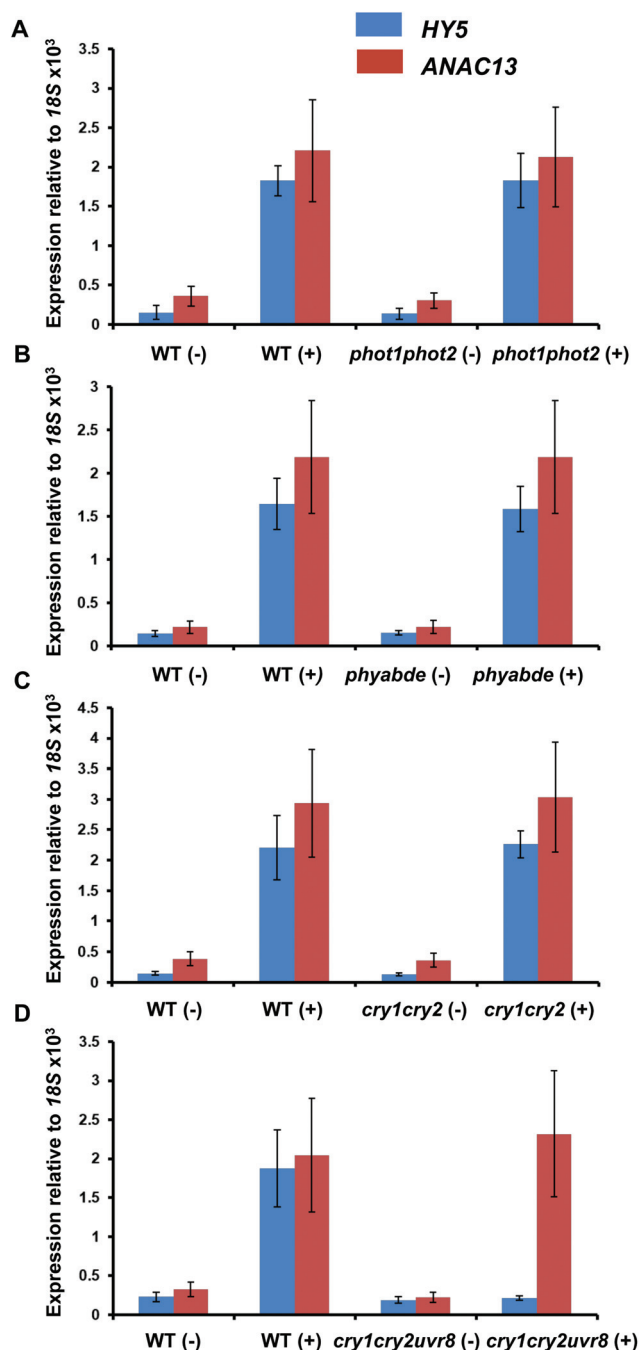 A
HY5
ANAC13
Expression relative to 18S x10³
3.5
3
2.5
2
1.5
1
0.5
0
WT (-) WT (+) phot1phot2 (-) phot1phot2 (+)
B
Expression relative to 18S x10³
3
2.5
2
1.5
1
0.5
0
WT (-) WT (+) phyabde (-) phyabde (+)
C
Expression relative to 18S x10³
4.5
4
3.5
3
2.5
2
1.5
1
0.5
0
WT (-) WT (+) cry1cry2 (-) cry1cry2 (+)
D
Expression relative to 18S x10³
3.5
3
2.5
2
1.5
1
0.5
0
WT (-) WT (+) cry1cry2uvr8 (-) cry1cry2uvr8 (+)